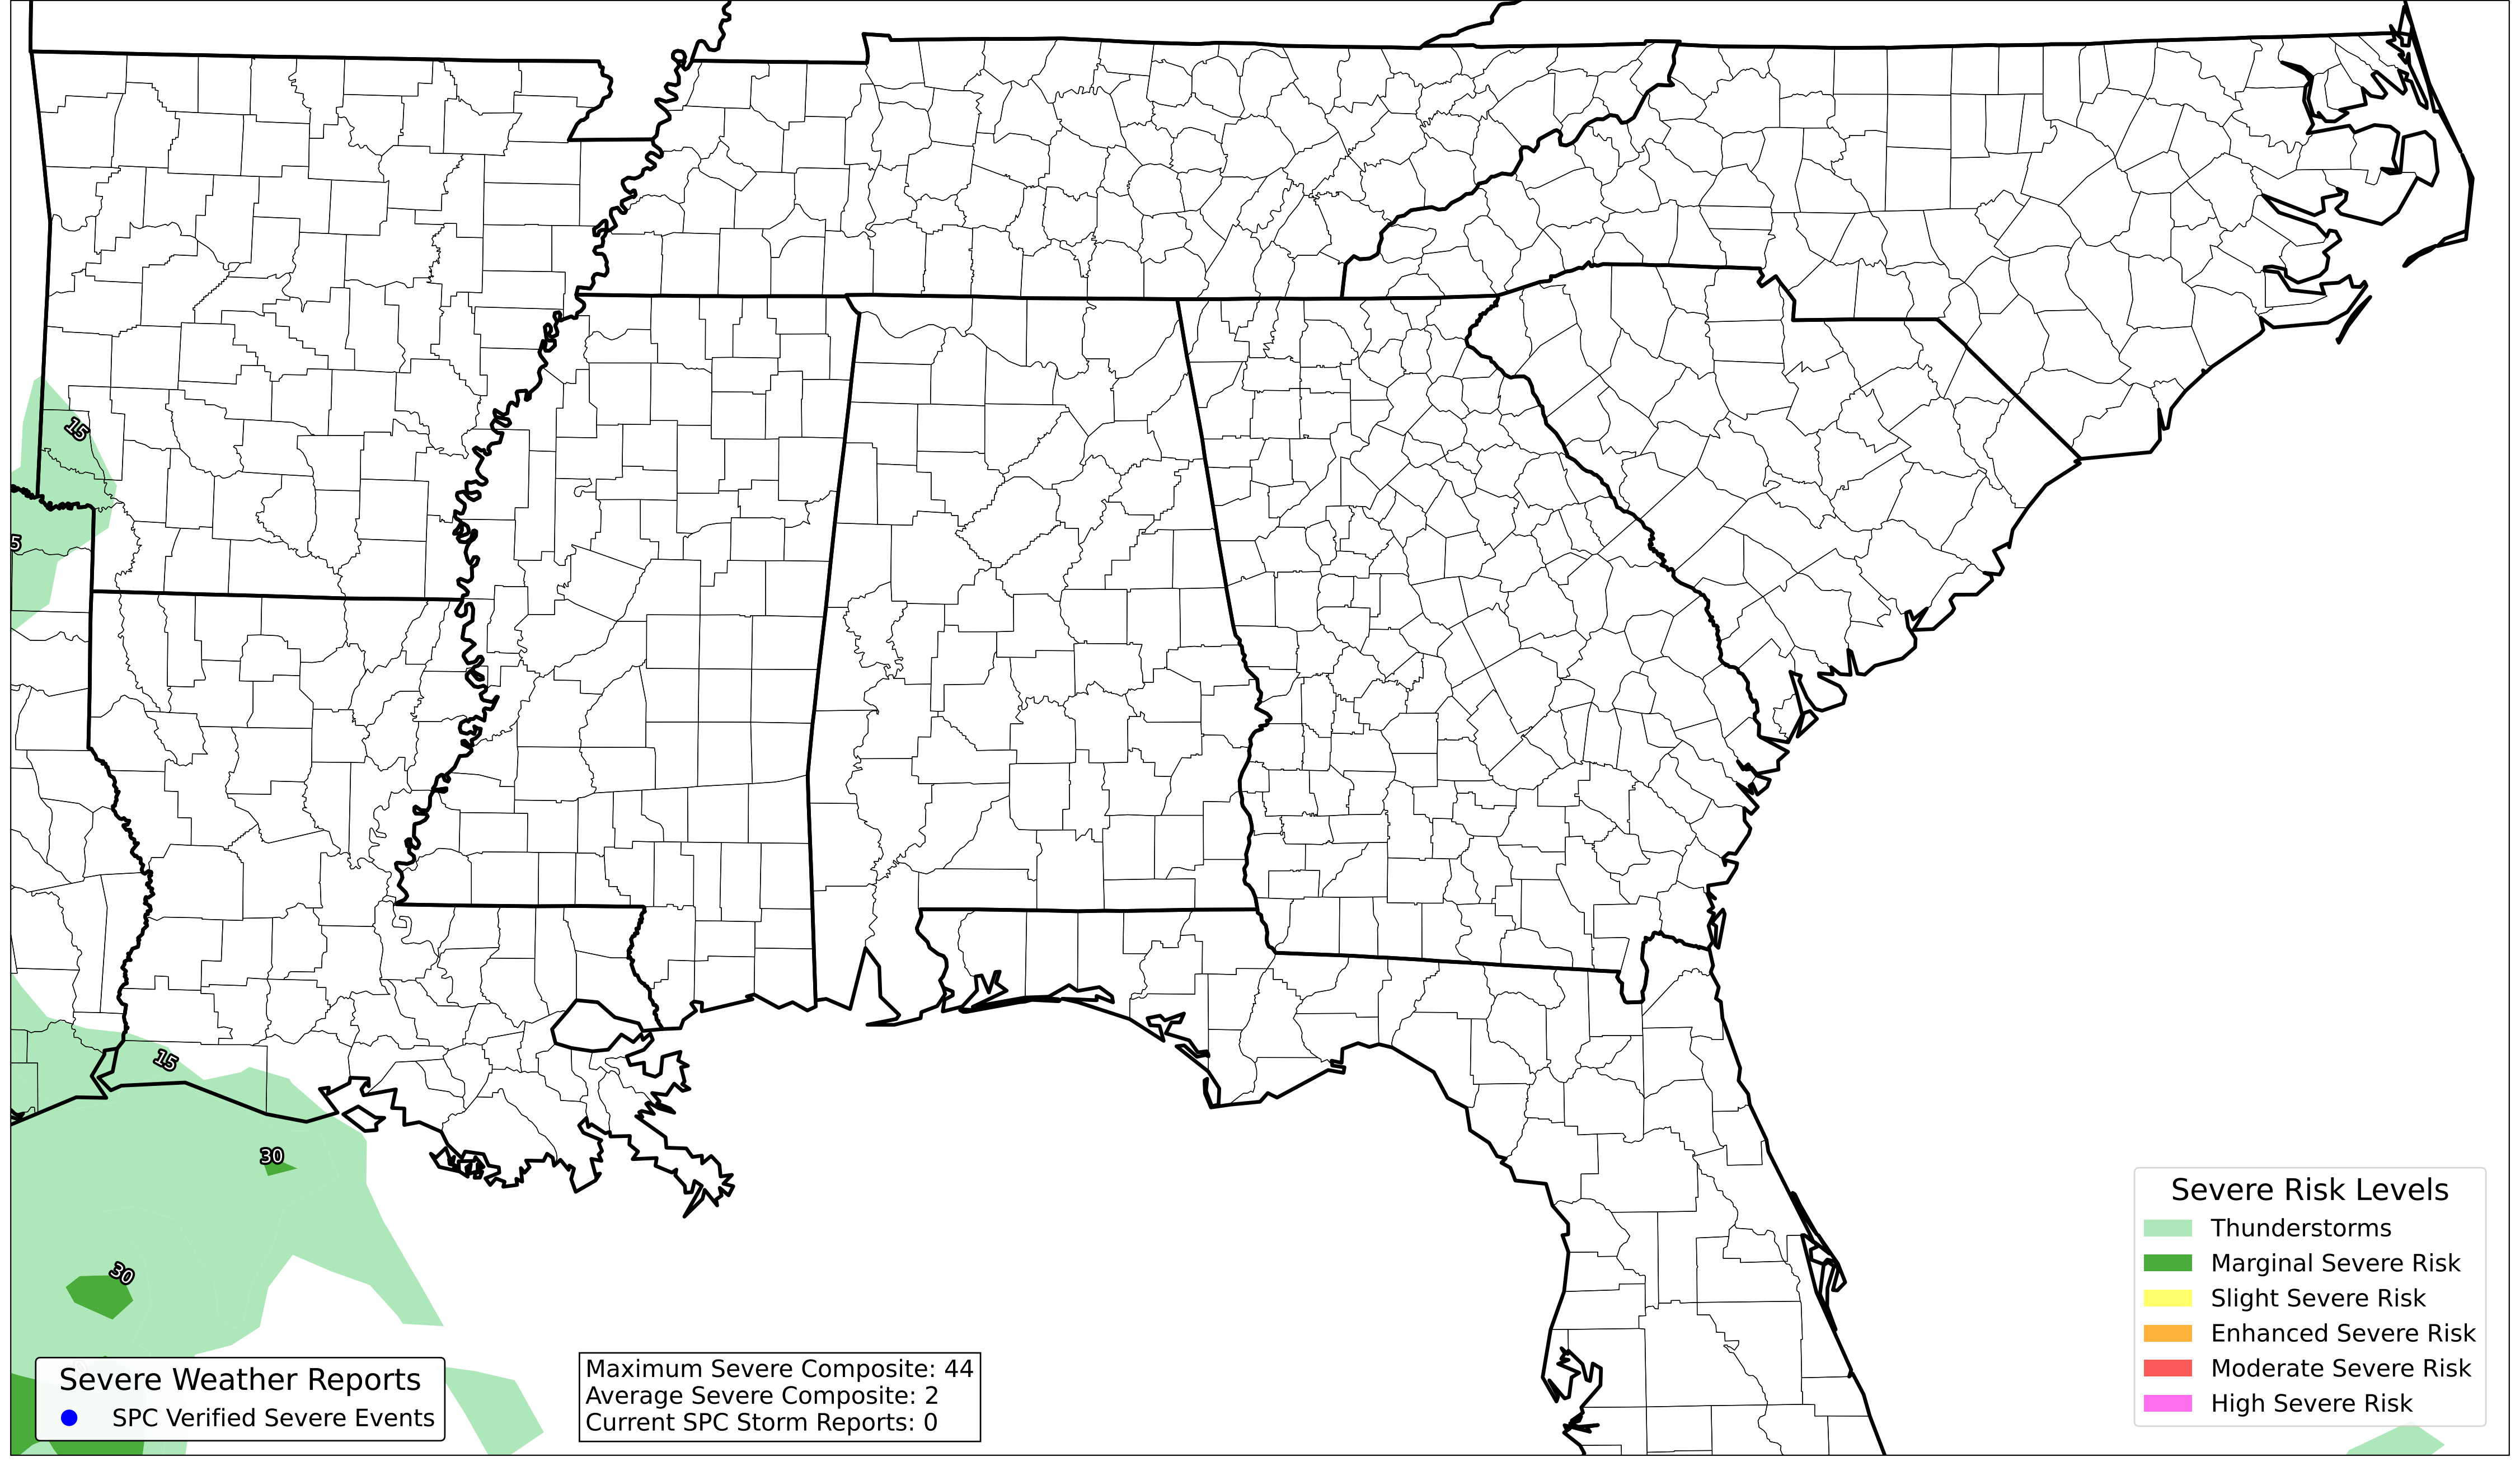 15
5
15
30
30
Severe Weather Reports
SPC Verified Severe Events
Maximum Severe Composite: 44
Average Severe Composite: 2
Current SPC Storm Reports: 0
Severe Risk Levels
Thunderstorms
Marginal Severe Risk
Slight Severe Risk
Enhanced Severe Risk
Moderate Severe Risk
High Severe Risk